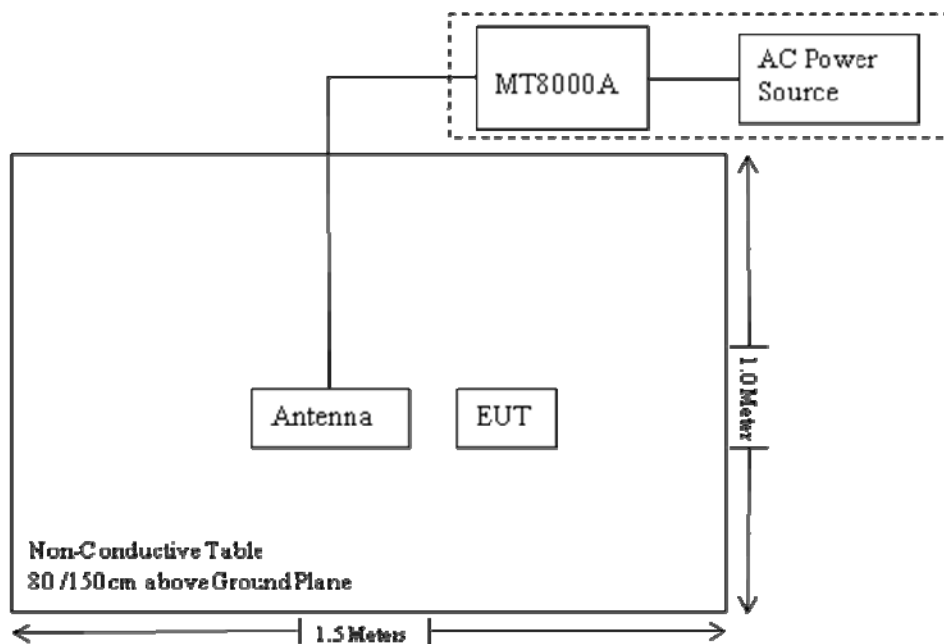 MT8000A
AC Power
Source
Antenna
EUT
1.0 Meter
Non-Conductive Table
80 /150cm above Ground Plane
1.5 Meters